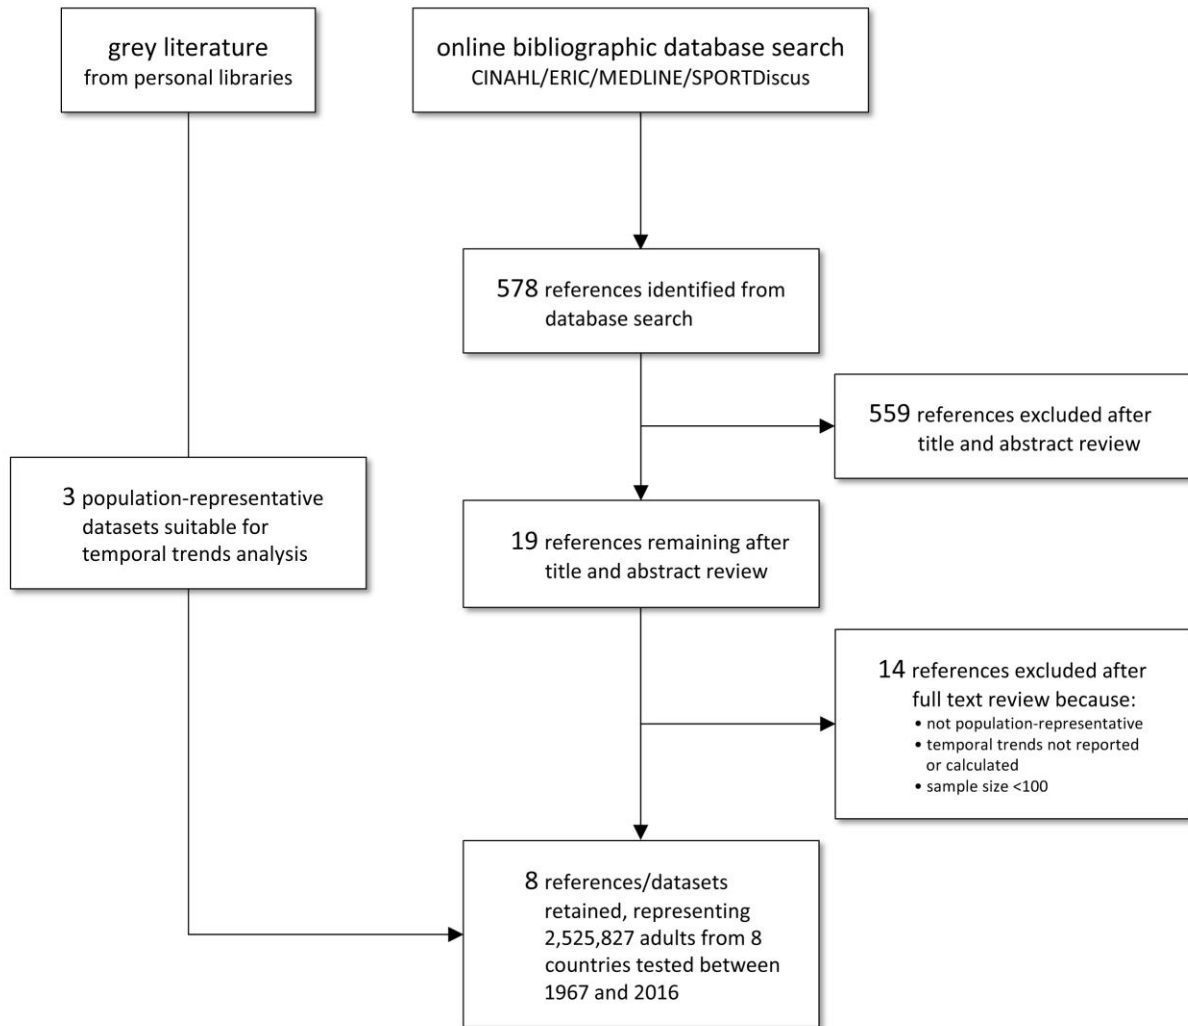 grey literature
from personal libraries
online bibliographic database search
CINAHL/ERIC/MEDLINE/SPORTDiscus
578 references identified from
database search
559 references excluded after
title and abstract review
3 population-representative
datasets suitable for
temporal trends analysis
19 references remaining after
title and abstract review
14 references excluded after
full text review because:
• not population-representative
• temporal trends not reported
or calculated
• sample size <100
8 references/datasets
retained, representing
2,525,827 adults from 8
countries tested between
1967 and 2016